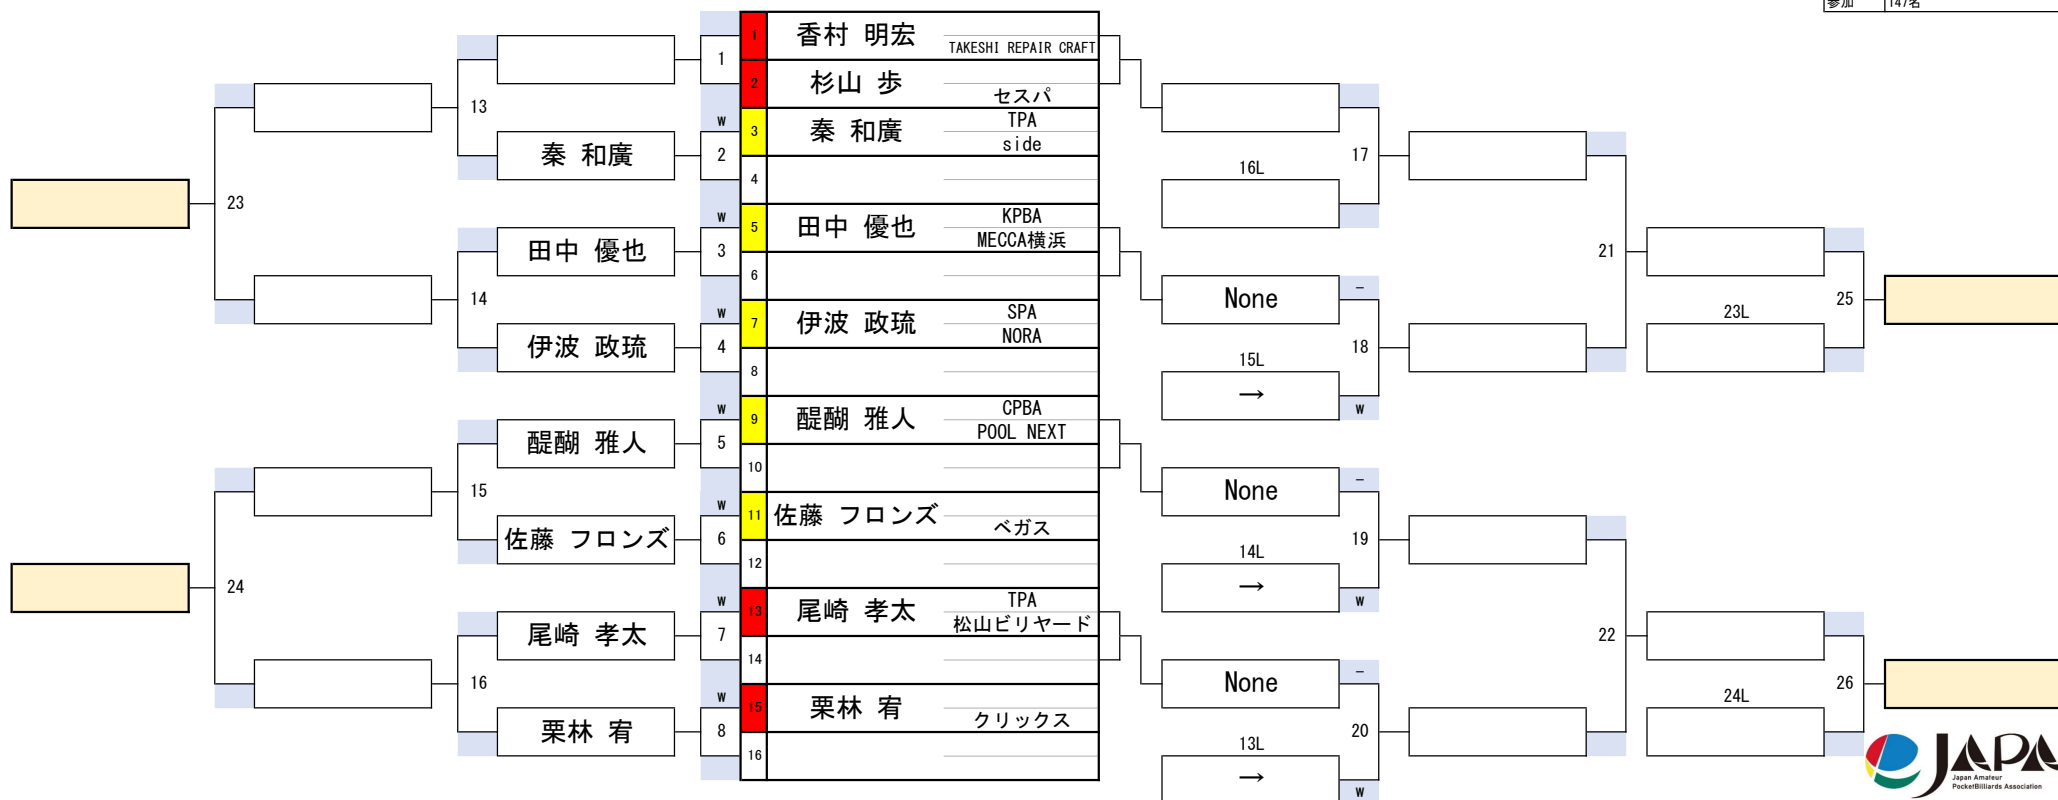 参加 147名
1 香村 明宏 TAKESHI REPAIR CRAFT
2 杉山 歩 セスパ
3 秦 和廣 TPA side
4
5 田中 優也 KPBA MECCA横浜
6
7 伊波 政琉 SPA NORA
8
9 醍醐 雅人 CPBA POOL NEXT
10
11 佐藤 フロンズ ベガス
12
13 尾崎 孝太 TPA 松山ビリヤード
14
15 栗林 宥 クリックス
16
1
W
秦 和廣 2
W
田中 優也 3
W
伊波 政琉 4
W
醍醐 雅人 5
W
佐藤 フロンズ 6
W
尾崎 孝太 7
W
栗林 宥 8
13
14
15
16
23
24
16L
17
None -
18
15L
→ W
None -
19
14L
→ W
None -
20
13L
→ W
21
22
23L
25
24L
26
JAPA
Japan Amateur
PocketBilliards Association